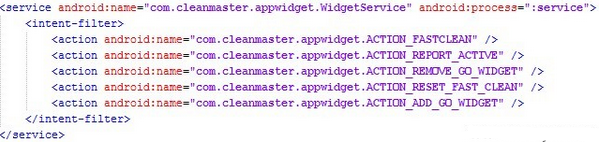 <service android:name="com.cleanmaster.appwidget.WidgetService" android:process=":service">
<intent-filter>
<action android:name="com.cleanmaster.appwidget.ACTION_FASTCLEAN" />
<action android:name="com.cleanmaster.appwidget.ACTION_REPORT_ACTIVE" />
<action android:name="com.cleanmaster.appwidget.ACTION_REMOVE_GO_WIDGET" />
<action android:name="com.cleanmaster.appwidget.ACTION_RESET_FAST_CLEAN" />
<action android:name="com.cleanmaster.appwidget.ACTION_ADD_GO_WIDGET" />
</intent-filter>
</service>